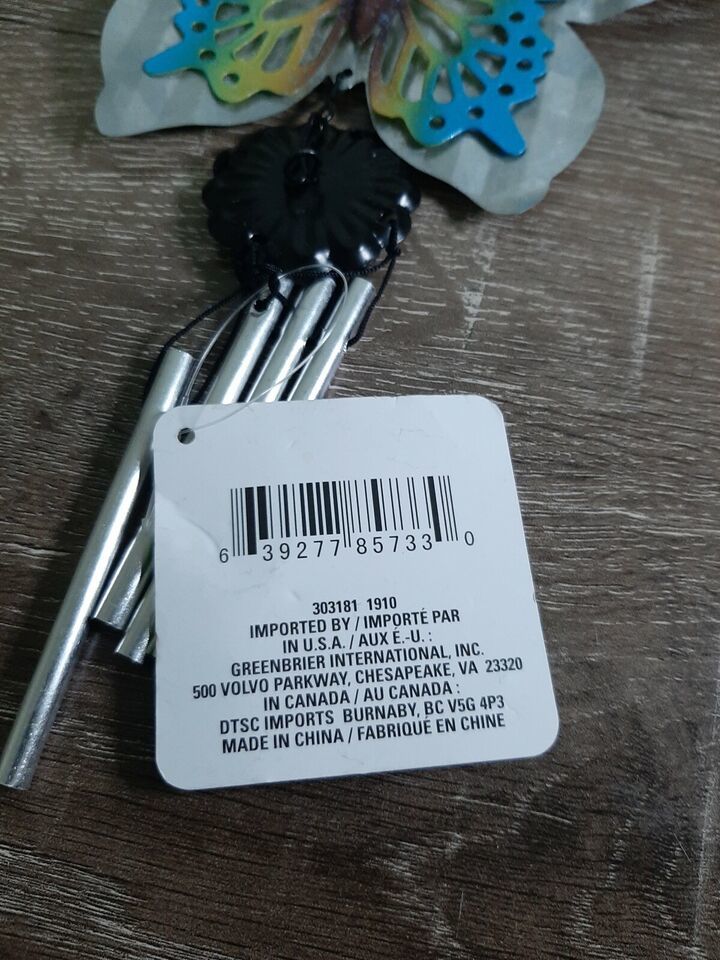 6 39277 85733 0
303181 1910
IMPORTED BY / IMPORTÉ PAR
IN U.S.A. / AUX É.-U. :
GREENBRIER INTERNATIONAL, INC.
500 VOLVO PARKWAY, CHESAPEAKE, VA 23320
IN CANADA / AU CANADA :
DTSC IMPORTS BURNABY, BC V5G 4P3
MADE IN CHINA / FABRIQUÉ EN CHINE